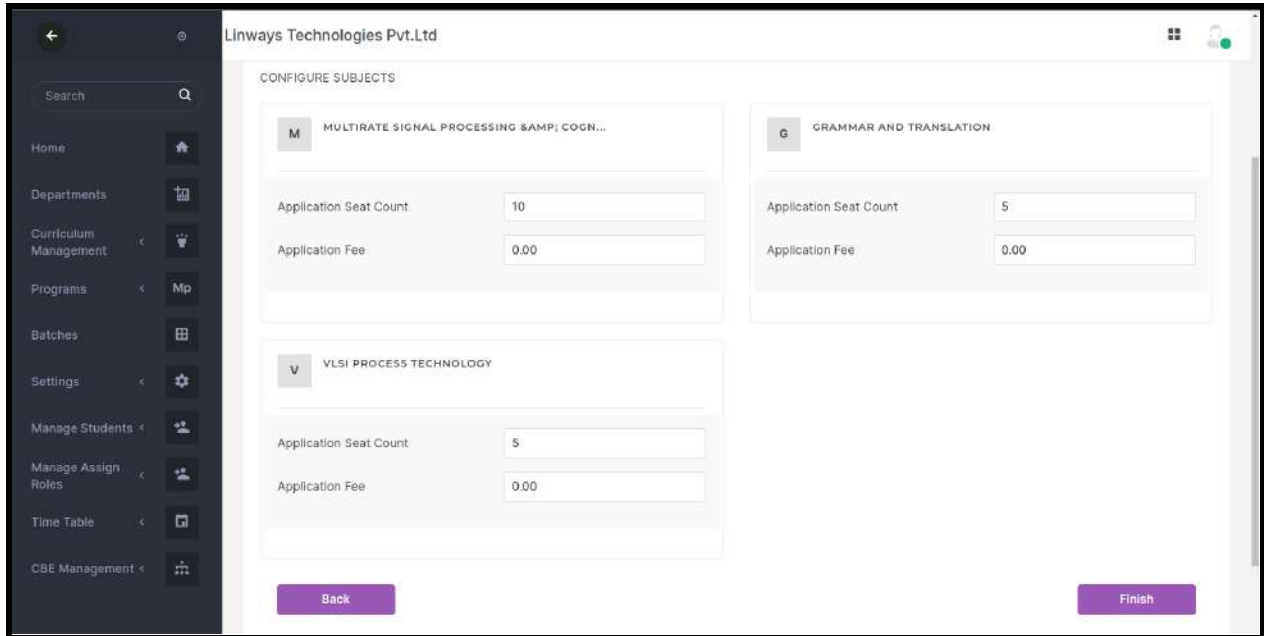 Linways Technologies Pvt.Ltd
Search
Home
Departments
Curriculum
Management
Programs
Mp
Batches
Settings
Manage Students
Manage Assign
Roles
Time Table
CBE Management
CONFIGURE SUBJECTS
M
MULTIRATE SIGNAL PROCESSING &AMP; COGN...
Application Seat Count 10
Application Fee 0.00
G
GRAMMAR AND TRANSLATION
Application Seat Count 5
Application Fee 0.00
V
VLSI PROCESS TECHNOLOGY
Application Seat Count 5
Application Fee 0.00
Back
Finish